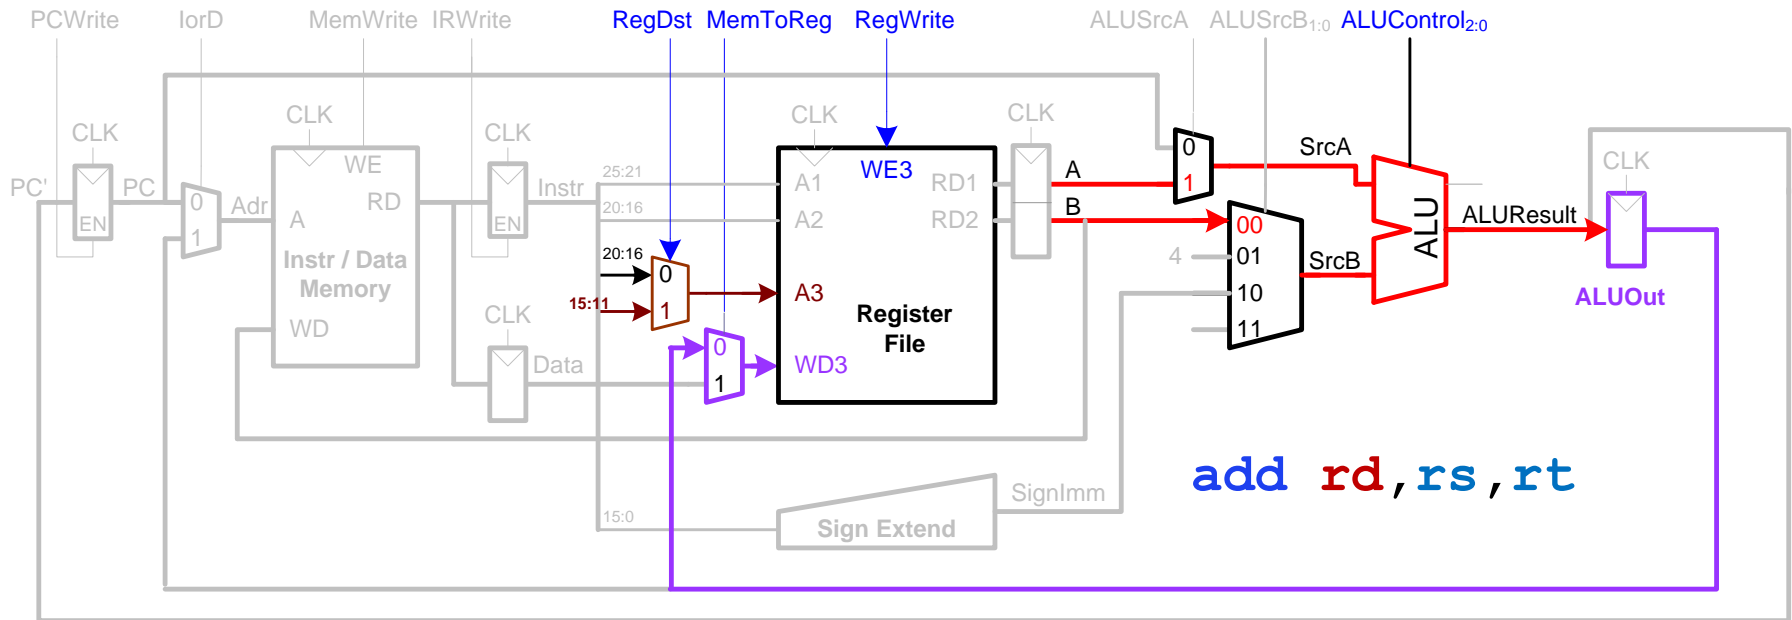 PCWrite IorD MemWrite IRWrite RegDst MemToReg RegWrite ALUSrcA ALUSrcB1:0 ALUControl2:0
CLK CLK CLK CLK CLK CLK
PC' EN PC 0 1 Adr
A WE RD WD
Instr / Data
Memory
EN Instr
25:21
20:16
20:16
15:11
15:0
0
1
CLK
Data
0
1
A1
A2
A3
WD3
WE3
RD1
RD2
Register
File
A
B
0
1
SrcA
00
4 01
10
11
SrcB
ALU
ALUResult
ALUOut
add rd,rs,rt
SignImm
Sign Extend